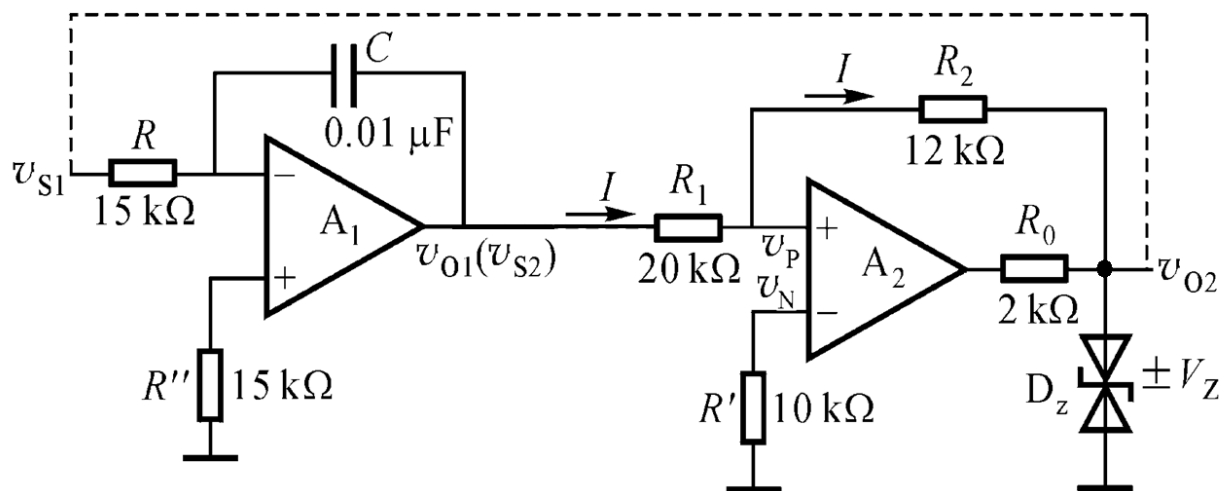 C
0.01 μF
I
R₂
12 kΩ
v_S1
R
15 kΩ
−
A₁
+
v_O1(v_S2)
I
R₁
20 kΩ
v_P
+
v_N
−
A₂
R₀
2 kΩ
v_O2
R″
15 kΩ
R′
10 kΩ
D_z
±V_Z